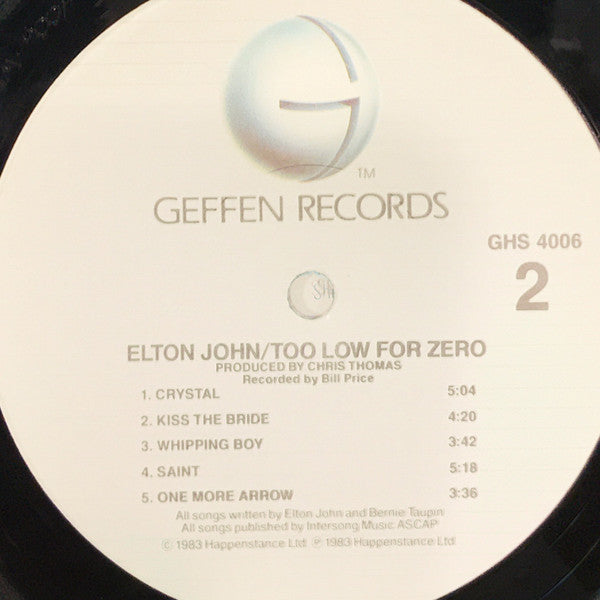 TM
GEFFEN RECORDS
GHS 4006
2
ELTON JOHN/TOO LOW FOR ZERO
PRODUCED BY CHRIS THOMAS
Recorded by Bill Price
1. CRYSTAL 5:04
2. KISS THE BRIDE 4:20
3. WHIPPING BOY 3:42
4. SAINT 5:18
5. ONE MORE ARROW 3:36
All songs written by Elton John and Bernie Taupin
All songs published by Intersong Music ASCAP
© 1983 Happenstance Ltd ℗ 1983 Happenstance Ltd